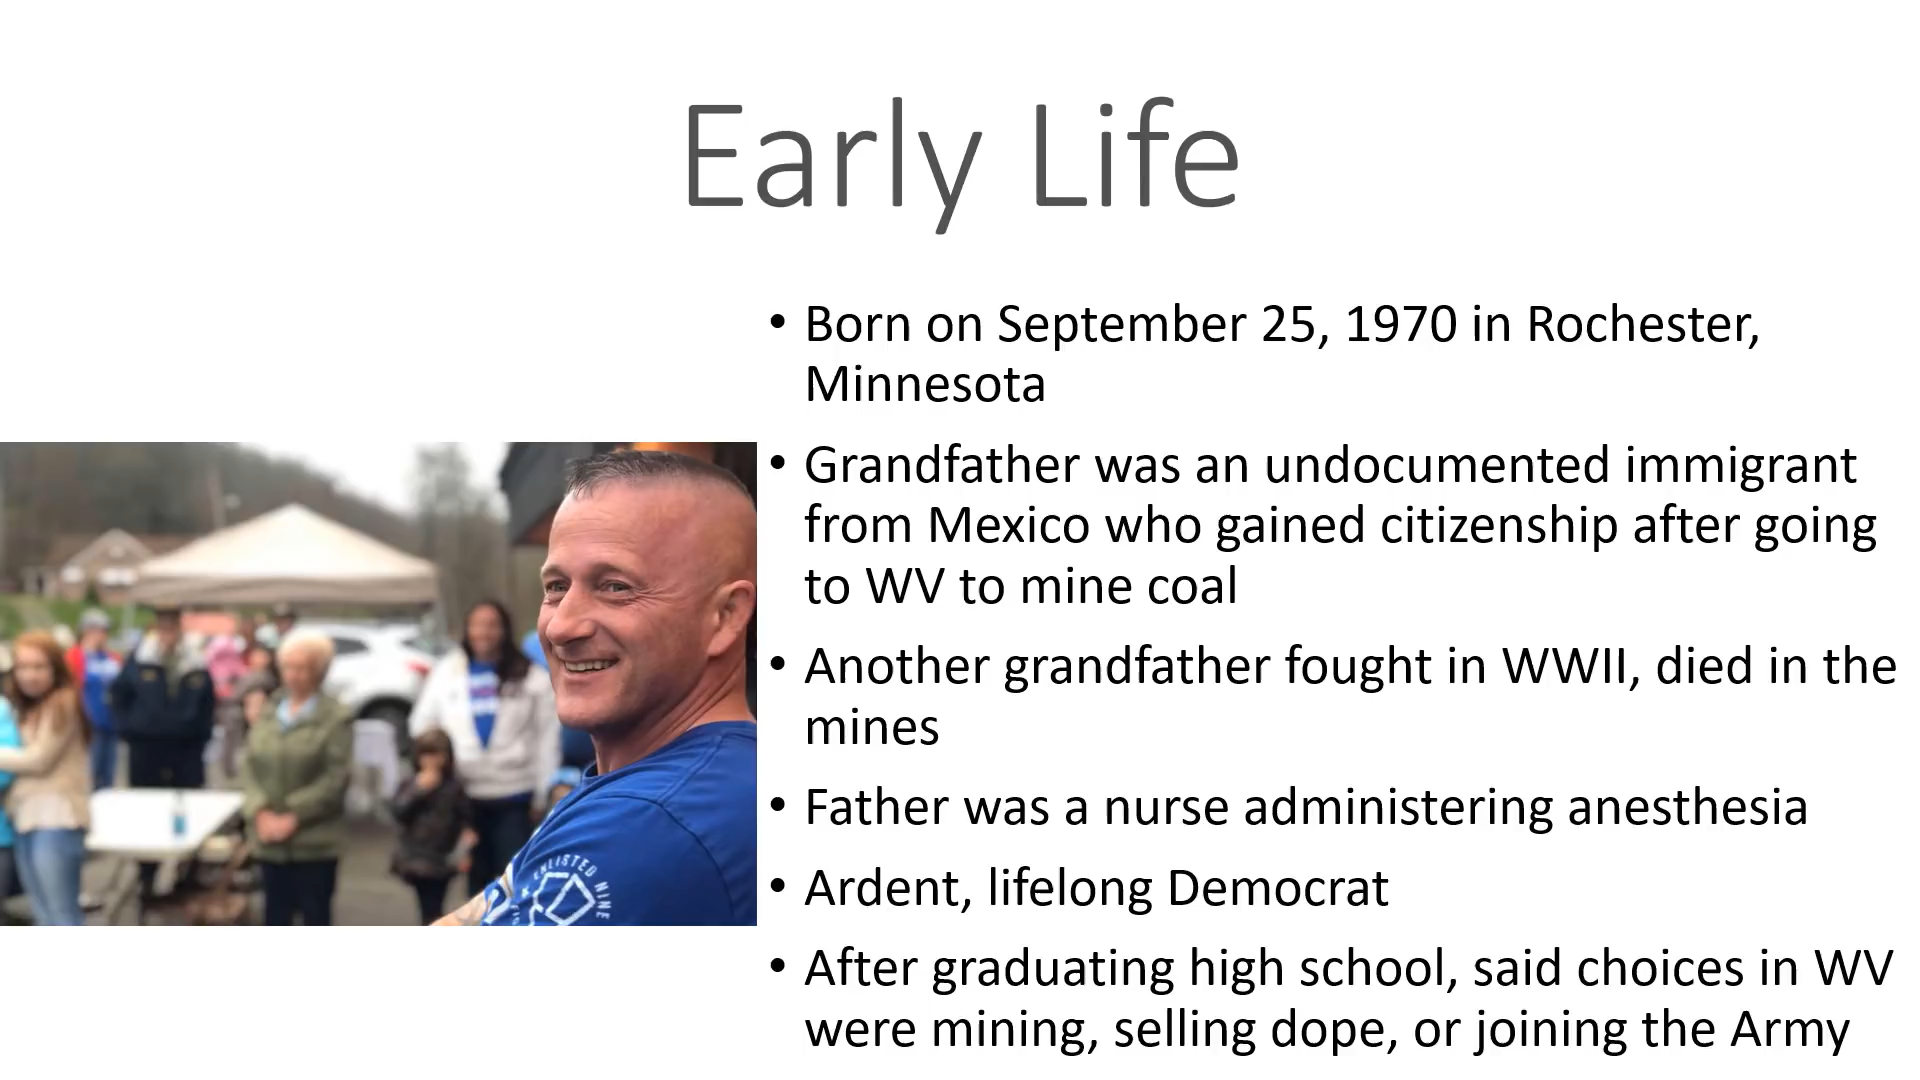 Early Life
• Born on September 25, 1970 in Rochester,
Minnesota
• Grandfather was an undocumented immigrant
from Mexico who gained citizenship after going
to WV to mine coal
• Another grandfather fought in WWII, died in the
mines
• Father was a nurse administering anesthesia
• Ardent, lifelong Democrat
• After graduating high school, said choices in WV
were mining, selling dope, or joining the Army
ENLISTED NINE